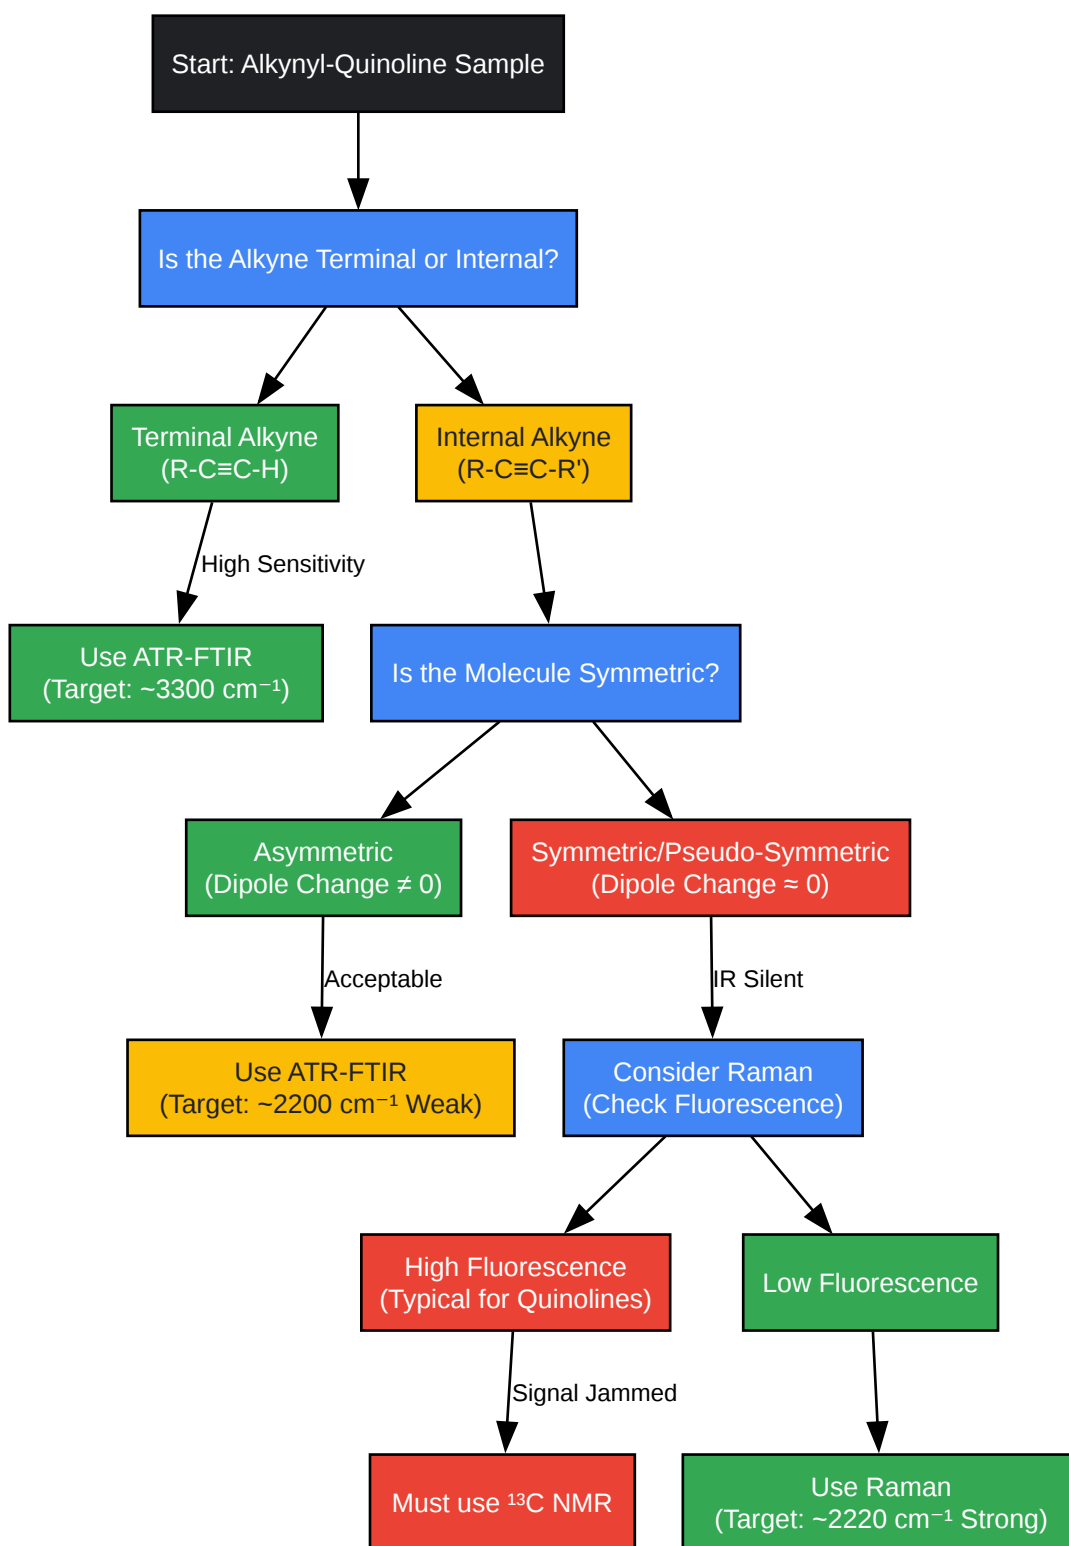 Start: Alkynyl-Quinoline Sample
Is the Alkyne Terminal or Internal?
Terminal Alkyne
(R-C≡C-H)
Internal Alkyne
(R-C≡C-R')
High Sensitivity
Use ATR-FTIR
(Target: ~3300 cm⁻¹)
Is the Molecule Symmetric?
Asymmetric
(Dipole Change ≠ 0)
Symmetric/Pseudo-Symmetric
(Dipole Change ≈ 0)
Acceptable
IR Silent
Use ATR-FTIR
(Target: ~2200 cm⁻¹ Weak)
Consider Raman
(Check Fluorescence)
High Fluorescence
(Typical for Quinolines)
Low Fluorescence
Signal Jammed
Must use ¹³C NMR
Use Raman
(Target: ~2220 cm⁻¹ Strong)